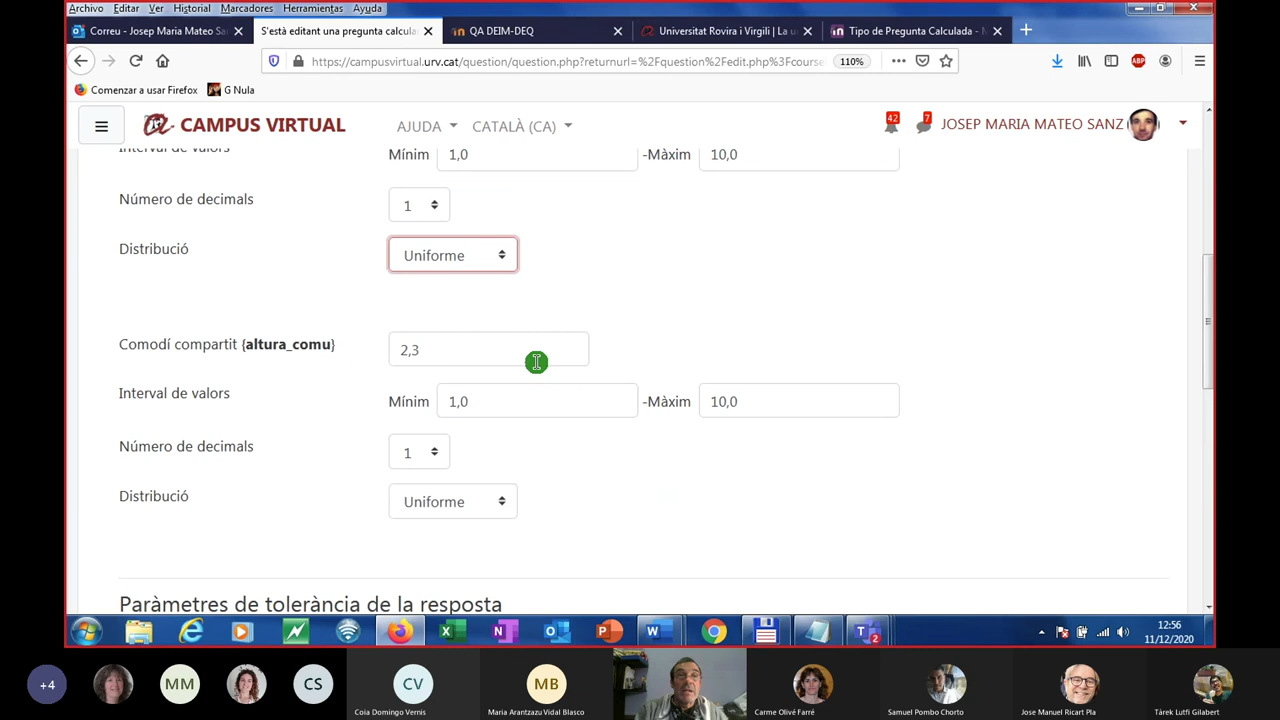 Archivo Editar Ver Historial Marcadores Herramientas Ayuda
Correu - Josep Maria Mateo Sa
S'està editant una pregunta calcula
QA DEIM-DEQ
Universitat Rovira i Virgili | La u
Tipo de Pregunta Calculada - M
https://campusvirtual.urv.cat/question/question.php?returnurl=%2Fquestion%2Fedit.php%3Fcourse
110%
ABP
Comenzar a usar Firefox G Nula
CAMPUS VIRTUAL
AJUDA CATALÀ (CA)
42 7
JOSEP MARIA MATEO SANZ
Interval de valors Mínim 1,0 -Màxim 10,0
Número de decimals 1
Distribució Uniforme
Comodí compartit {altura_comu} 2,3
Interval de valors Mínim 1,0 -Màxim 10,0
Número de decimals 1
Distribució Uniforme
Paràmetres de tolerància de la resposta
12:56
11/12/2020
+4 MM CS CV MB
Coia Domingo Vernis
Maria Arantzazu Vidal Blasco
Carme Olivé Farré
Samuel Pombo Chorto
Jose Manuel Ricart Pla
Tárek Lutfi Gilabert